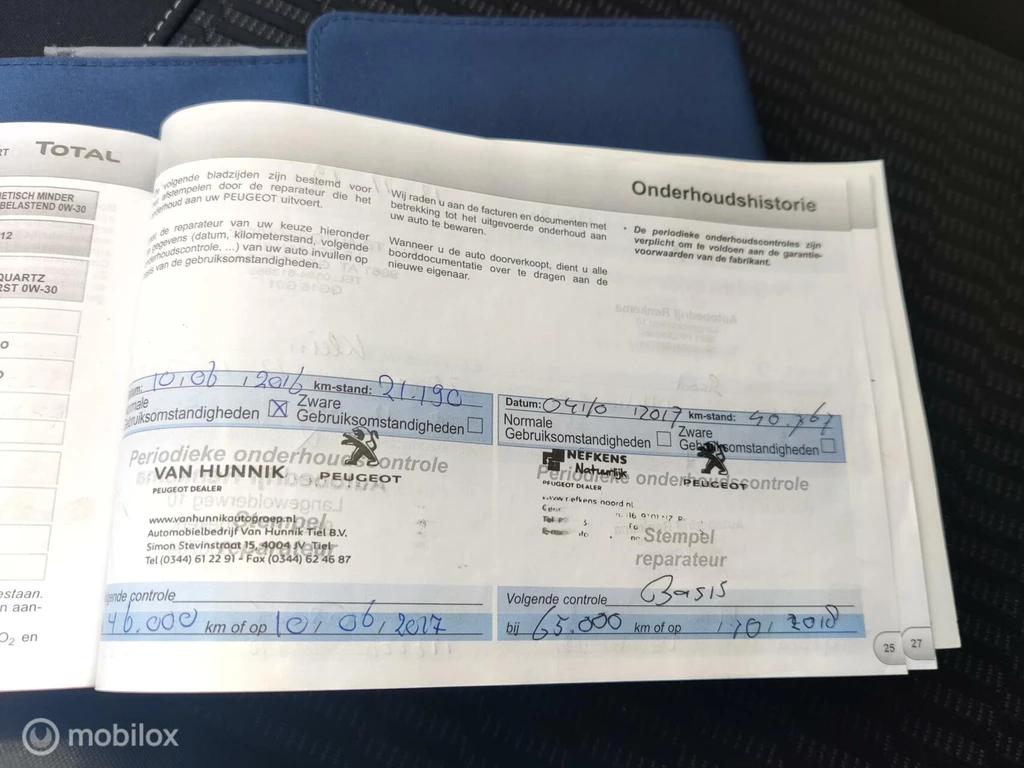 TOTAL
ETISCH MINDER
BELASTEND 0W-30
12
QUARTZ
RST 0W-30
estaan.
n aan-
O₂ en
Onderhoudshistorie
volgende bladzijden zijn bestemd voor
afstempelen door de reparateur die het
onderhoud aan uw PEUGEOT uitvoert.
de reparateur van uw keuze hieronder
gegevens (datum, kilometerstand, volgende
onderhoudscontrole, ...) van uw auto invullen op
basis van de gebruiksomstandigheden.
Wij raden u aan de facturen en documenten met
betrekking tot het uitgevoerde onderhoud aan
uw auto te bewaren.
Wanneer u de auto doorverkoopt, dient u alle
boorddocumentatie over te dragen aan de
nieuwe eigenaar.
• De periodieke onderhoudscontroles zijn
verplicht om te voldoen aan de garantie-
voorwaarden van de fabrikant.
10, 06, 2016 km-stand: 21.190
Zware
Gebruiksomstandigheden Gebruiksomstandigheden
Periodieke onderhoudscontrole
VAN HUNNIK PEUGEOT
PEUGEOT DEALER
www.vanhunnikautogroep.nl
Automobielbedrijf Van Hunnik Tiel B.V.
Stempel
Simon Stevinstraat 15, 4004 JV Tiel
reparateur
Tel (0344) 61 22 91 - Fax (0344) 62 46 87
volgende controle
46.000 km of op 10, 06, 2017
Datum: 04/10 2017 km-stand:
Normale Zware
Gebruiksomstandigheden Gebruiksomstandigheden
NEFKENS
Natuurlijk
Periodieke onderhoudscontrole
PEUGEOT DEALER PEUGEOT
www.nefkens-noord.nl
Stempel
reparateur
Volgende controle Basis
bij 65.000 km of op 10, 2018
25 27
mobilox